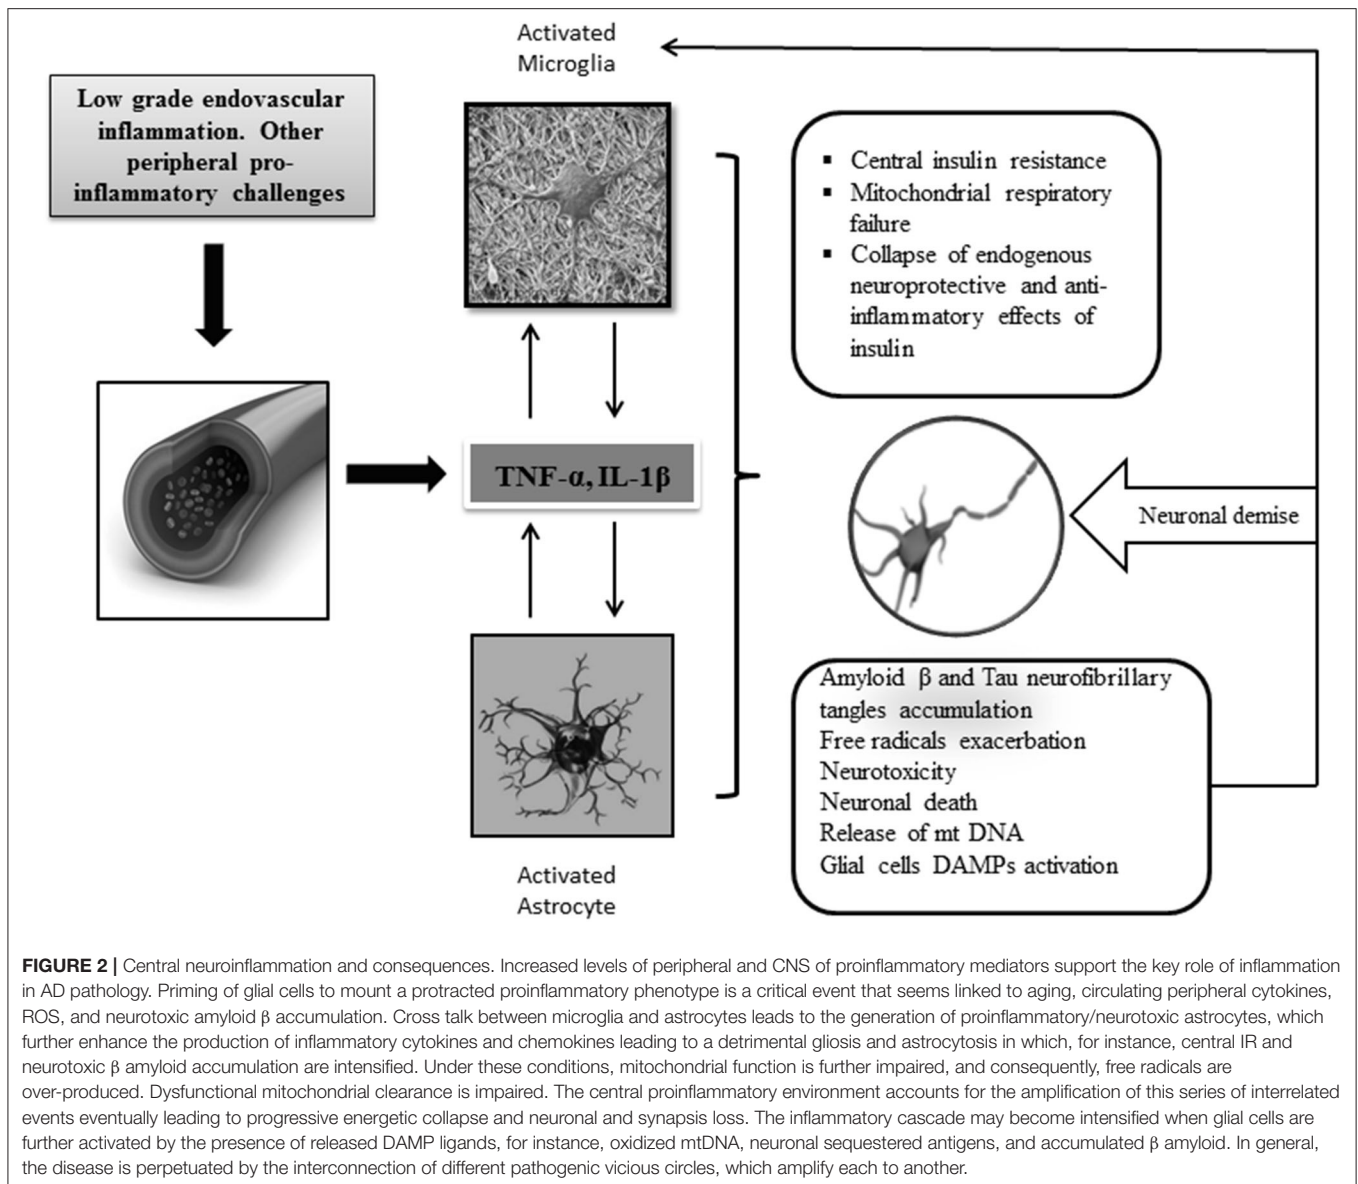 Activated
Microglia
Low grade endovascular
inflammation. Other
peripheral pro-
inflammatory challenges
▪ Central insulin resistance
▪ Mitochondrial respiratory
failure
▪ Collapse of endogenous
neuroprotective and anti-
inflammatory effects of
insulin
TNF-α, IL-1β
Neuronal demise
Amyloid β and Tau neurofibrillary
tangles accumulation
Free radicals exacerbation
Neurotoxicity
Neuronal death
Release of mt DNA
Glial cells DAMPs activation
Activated
Astrocyte
FIGURE 2 | Central neuroinflammation and consequences. Increased levels of peripheral and CNS of proinflammatory mediators support the key role of inflammation
in AD pathology. Priming of glial cells to mount a protracted proinflammatory phenotype is a critical event that seems linked to aging, circulating peripheral cytokines,
ROS, and neurotoxic amyloid β accumulation. Cross talk between microglia and astrocytes leads to the generation of proinflammatory/neurotoxic astrocytes, which
further enhance the production of inflammatory cytokines and chemokines leading to a detrimental gliosis and astrocytosis in which, for instance, central IR and
neurotoxic β amyloid accumulation are intensified. Under these conditions, mitochondrial function is further impaired, and consequently, free radicals are
over-produced. Dysfunctional mitochondrial clearance is impaired. The central proinflammatory environment accounts for the amplification of this series of interrelated
events eventually leading to progressive energetic collapse and neuronal and synapsis loss. The inflammatory cascade may become intensified when glial cells are
further activated by the presence of released DAMP ligands, for instance, oxidized mtDNA, neuronal sequestered antigens, and accumulated β amyloid. In general,
the disease is perpetuated by the interconnection of different pathogenic vicious circles, which amplify each to another.